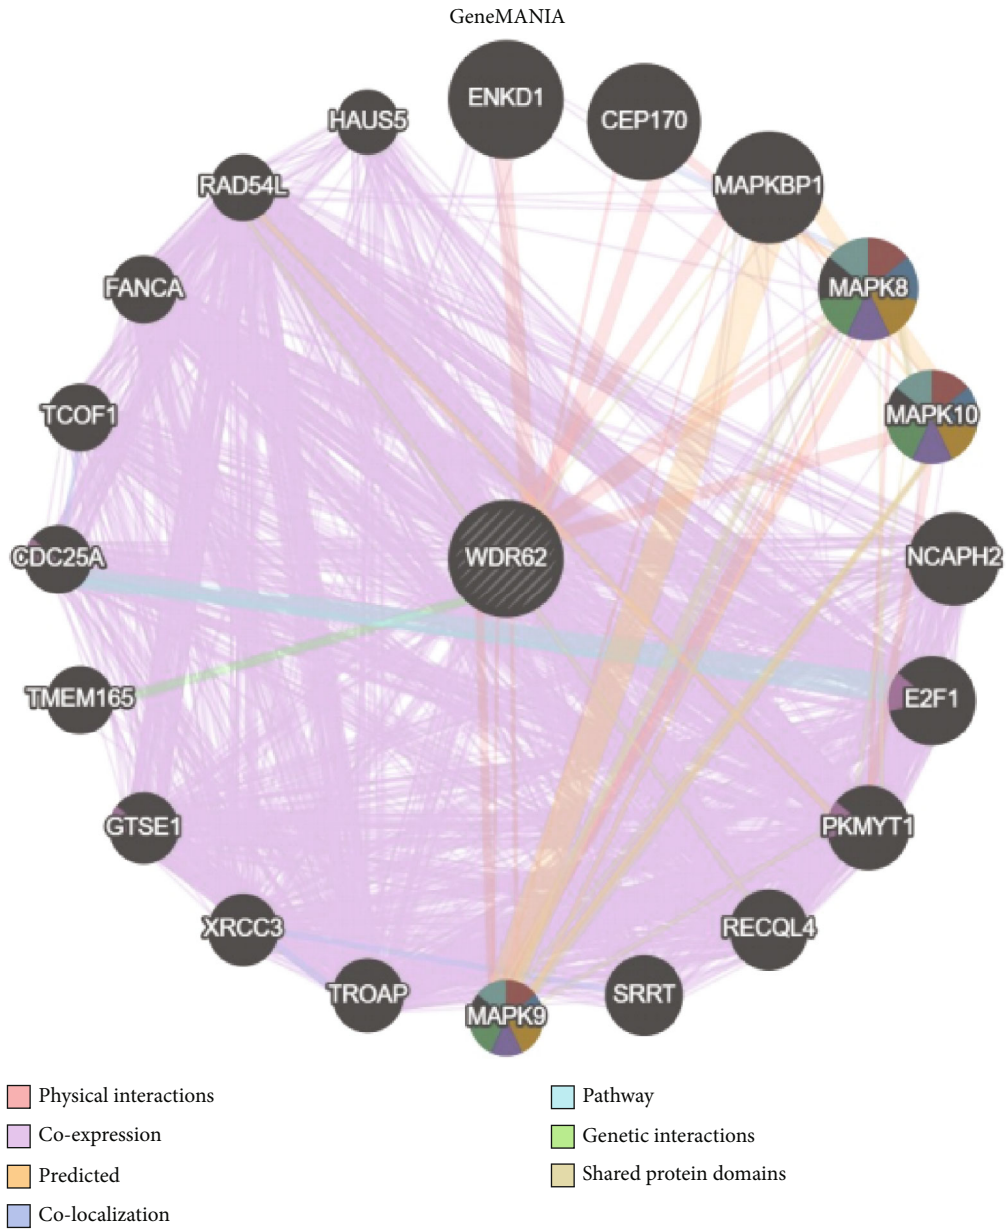 GeneMANIA
ENKD1
CEP170
HAUS5
MAPKBP1
RAD54L
MAPK8
FANCA
MAPK10
TCOF1
WDR62
CDC25A
NCAPH2
TMEM165
E2F1
GTSE1
PKMYT1
XRCC3
RECQL4
TROAP
SRRT
MAPK9
Physical interactions
Co-expression
Predicted
Co-localization
Pathway
Genetic interactions
Shared protein domains